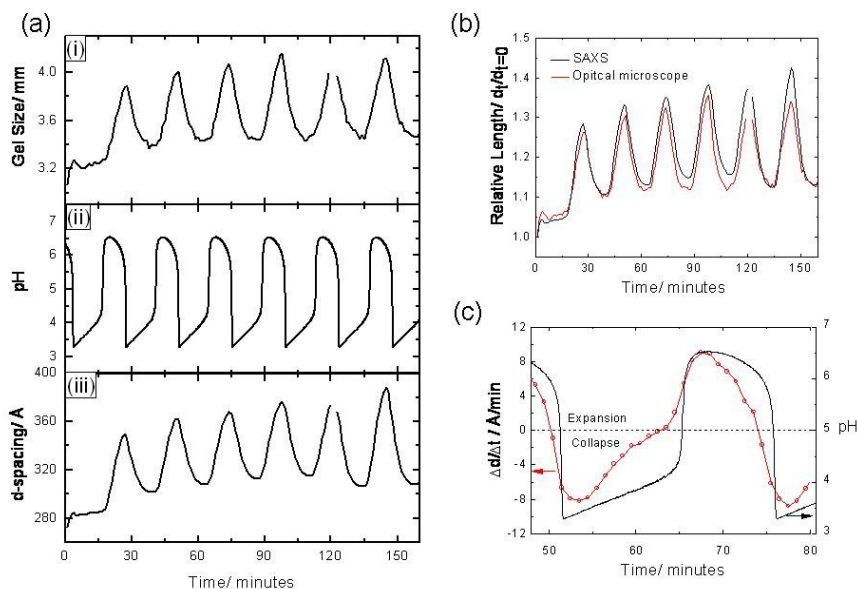 (a)
(i)
Gel Size/ mm
4.0
3.6
3.2
(ii)
pH
7
6
5
4
3
(iii)
d-spacing/ Å
400
360
320
280
0 30 60 90 120 150
Time/ minutes
(b)
Relative Length/ d_t/d_t=0
1.5
1.4
1.3
1.2
1.1
1.0
SAXS
Opitcal microscope
0 30 60 90 120 150
Time/ minutes
(c)
Δd/Δt / A/min
12
8
4
0
-4
-8
-12
Expansion
Collapse
7
6
5
4
3
pH
50 60 70 80
Time/ minutes